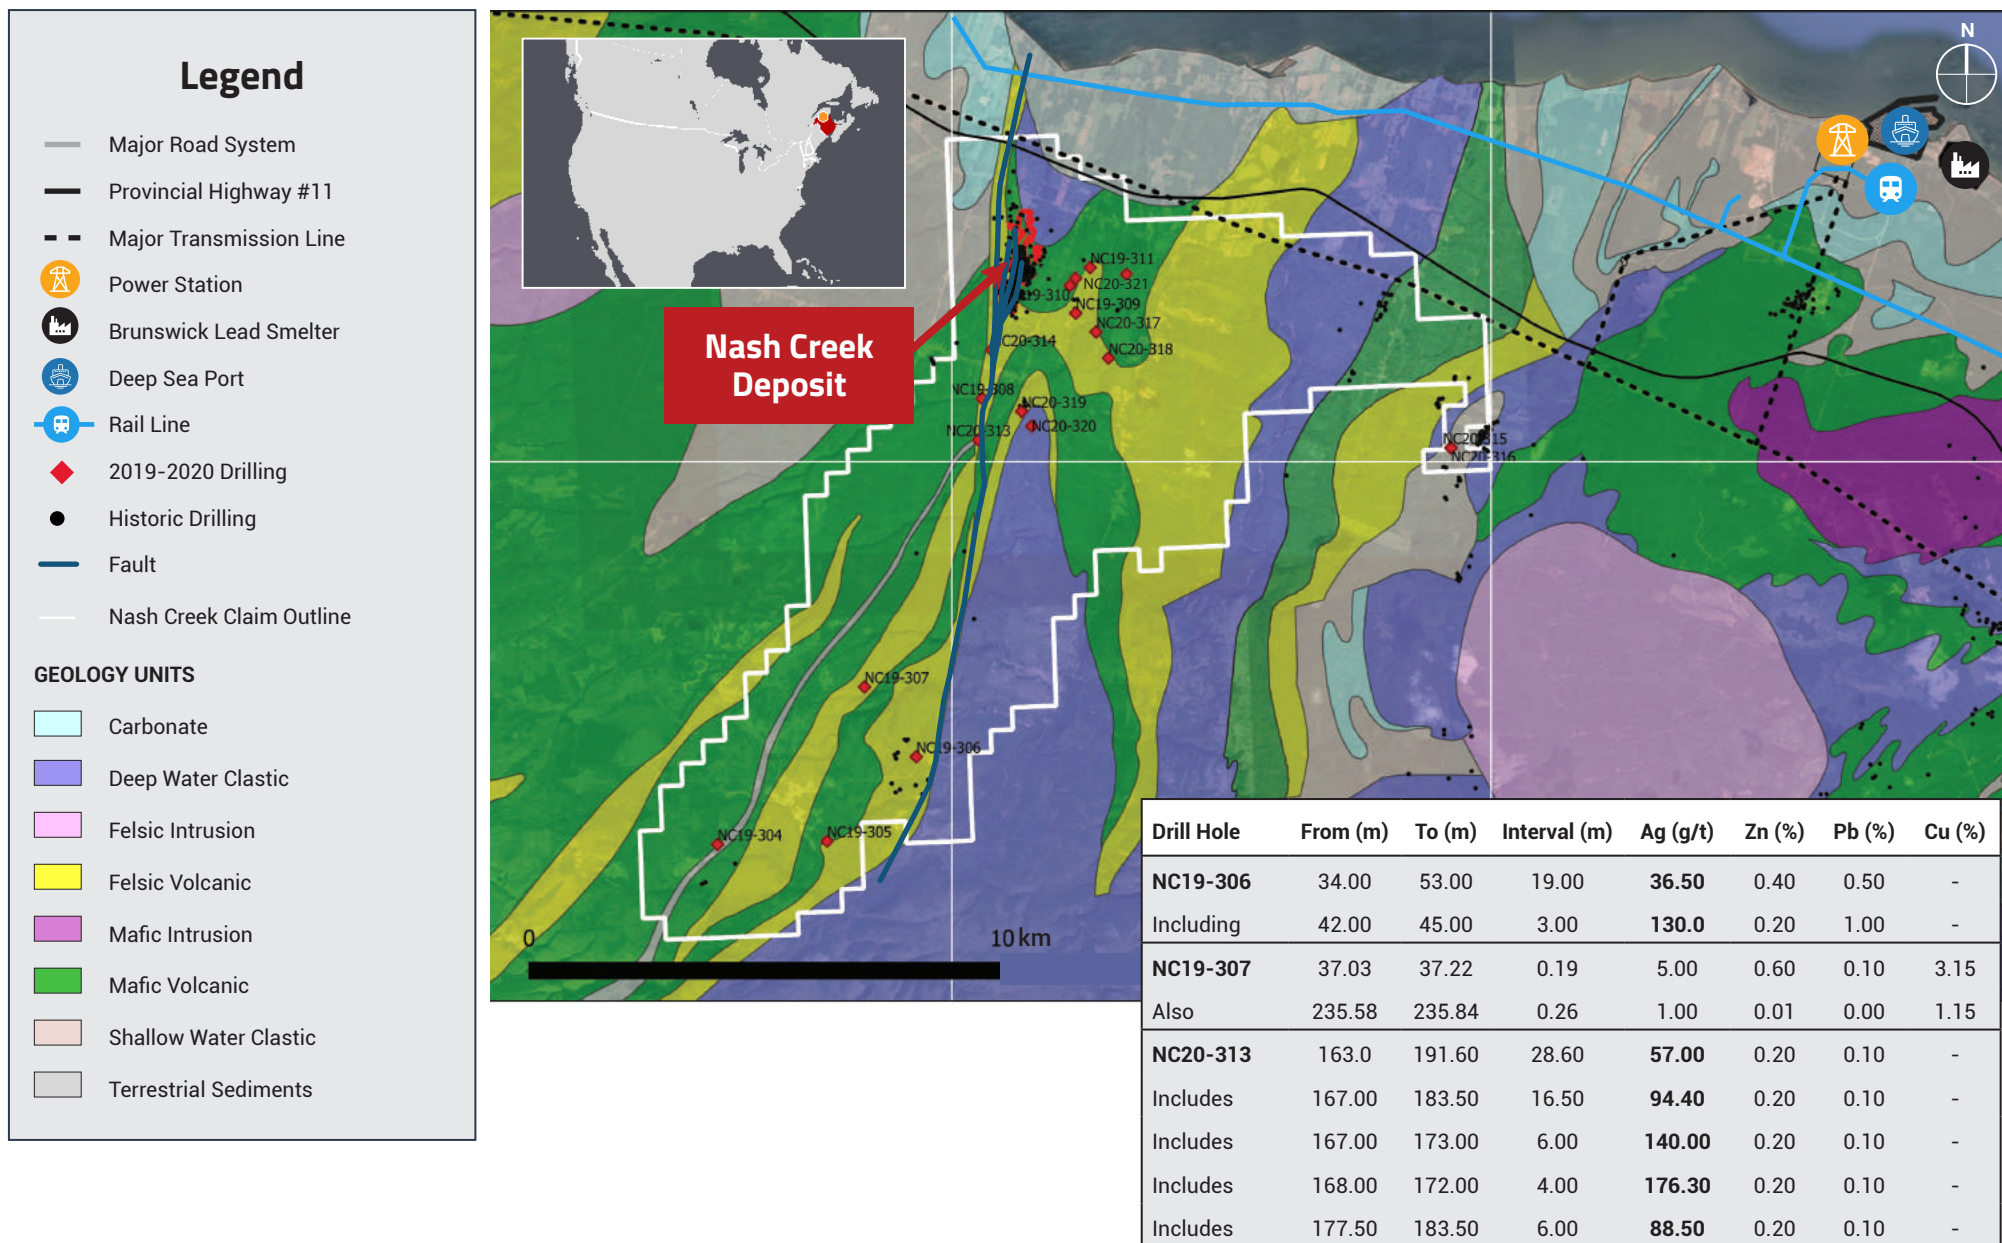 Legend
Major Road System
Provincial Highway #11
Major Transmission Line
Power Station
Brunswick Lead Smelter
Deep Sea Port
Rail Line
2019-2020 Drilling
Historic Drilling
Fault
Nash Creek Claim Outline
GEOLOGY UNITS
Carbonate
Deep Water Clastic
Felsic Intrusion
Felsic Volcanic
Mafic Intrusion
Mafic Volcanic
Shallow Water Clastic
Terrestrial Sediments
N
NC19-311
NC20-321
19-310
NC19-309
NC20-317
NC20-318
NC20-314
Nash Creek
Deposit
NC19-308
NC20-319
NC20-320
NC20-313
NC20-315
NC20-316
NC19-307
NC19-306
NC19-304
NC19-305
0 10 km
Drill Hole From (m) To (m) Interval (m) Ag (g/t) Zn (%) Pb (%) Cu (%)
NC19-306 34.00 53.00 19.00 36.50 0.40 0.50 -
Including 42.00 45.00 3.00 130.0 0.20 1.00 -
NC19-307 37.03 37.22 0.19 5.00 0.60 0.10 3.15
Also 235.58 235.84 0.26 1.00 0.01 0.00 1.15
NC20-313 163.0 191.60 28.60 57.00 0.20 0.10 -
Includes 167.00 183.50 16.50 94.40 0.20 0.10 -
Includes 167.00 173.00 6.00 140.00 0.20 0.10 -
Includes 168.00 172.00 4.00 176.30 0.20 0.10 -
Includes 177.50 183.50 6.00 88.50 0.20 0.10 -